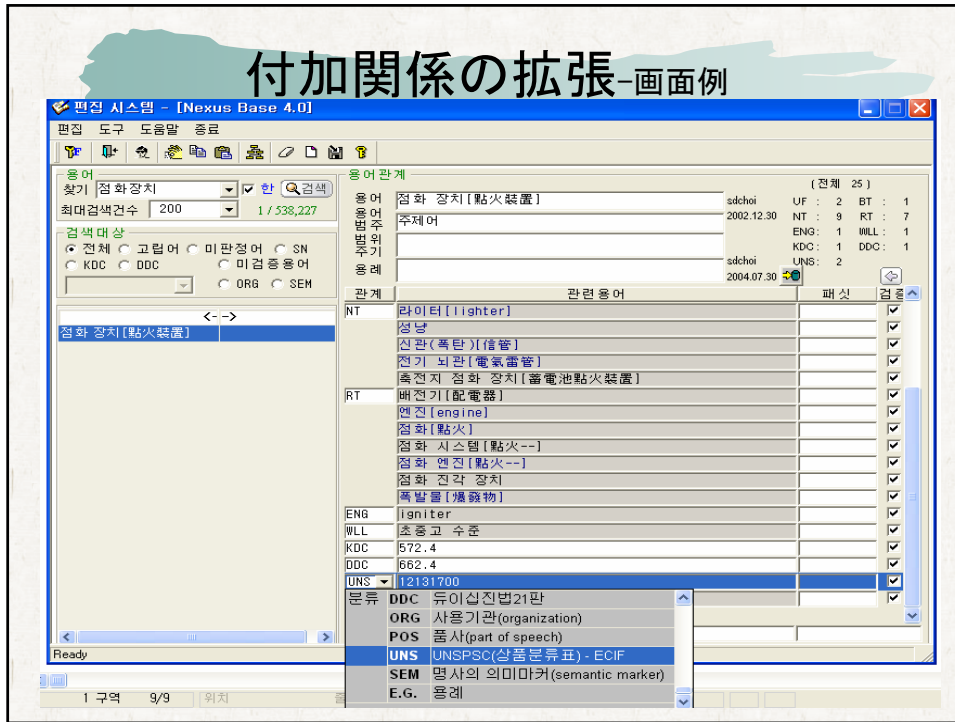 付加関係の拡張-画面例
편집 시스템 - [Nexus Base 4.0]
편집 도구 도움말 종료
용어
찾기 점화장치 한 검색
최대검색건수 200 1 / 538,227
검색대상
전체 고립어 미판정어 SN
KDC DDC 미검증용어
ORG SEM
<--> 
점화 장치[點火裝置]
용어관계
(전체 25)
용어 점화 장치[點火裝置] sdchoi UF : 2 BT : 1
용어범주 주제어 2002.12.30 NT : 9 RT : 7
범위주기 ENG: 1 WLL : 1
KDC: 1 DDC: 1
용례 sdchoi UNS: 2
2004.07.30
관계 관련용어 패싯 검증
NT 라이터[lighter]
성냥
신관(폭탄)[信管]
전기 뇌관[電氣雷管]
축전지 점화 장치[蓄電池點火裝置]
RT 배전기[配電器]
엔진[engine]
점화[點火]
점화 시스템[點火--]
점화 엔진[點火--]
점화 진각 장치
폭발물[爆發物]
ENG igniter
WLL 초중고 수준
KDC 572.4
DDC 662.4
UNS 12131700
분류 DDC 듀이십진법21판
ORG 사용기관(organization)
POS 품사(part of speech)
UNS UNSPSC(상품분류표) - ECIF
SEM 명사의 의미마커(semantic marker)
E.G. 용례
Ready
1 구역 9/9 위치